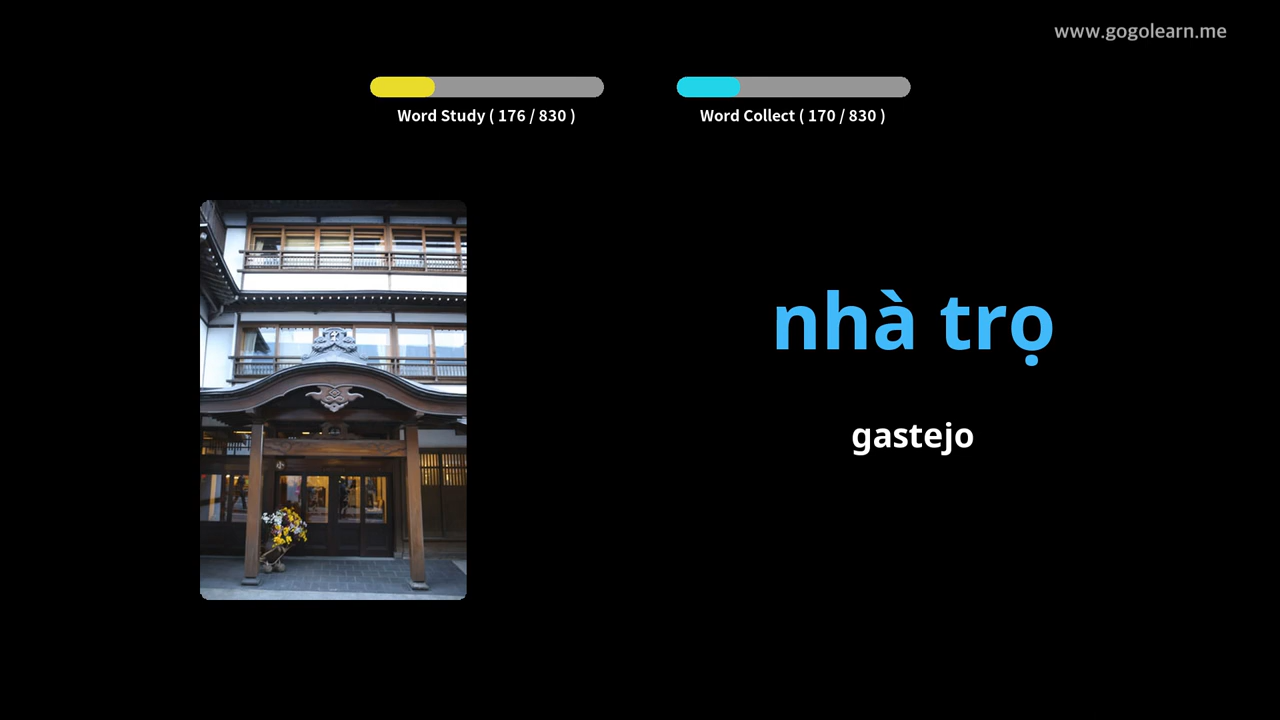 www.gogolearn.me
Word Study ( 176 / 830 )
Word Collect ( 170 / 830 )
nhà trọ
gastejo